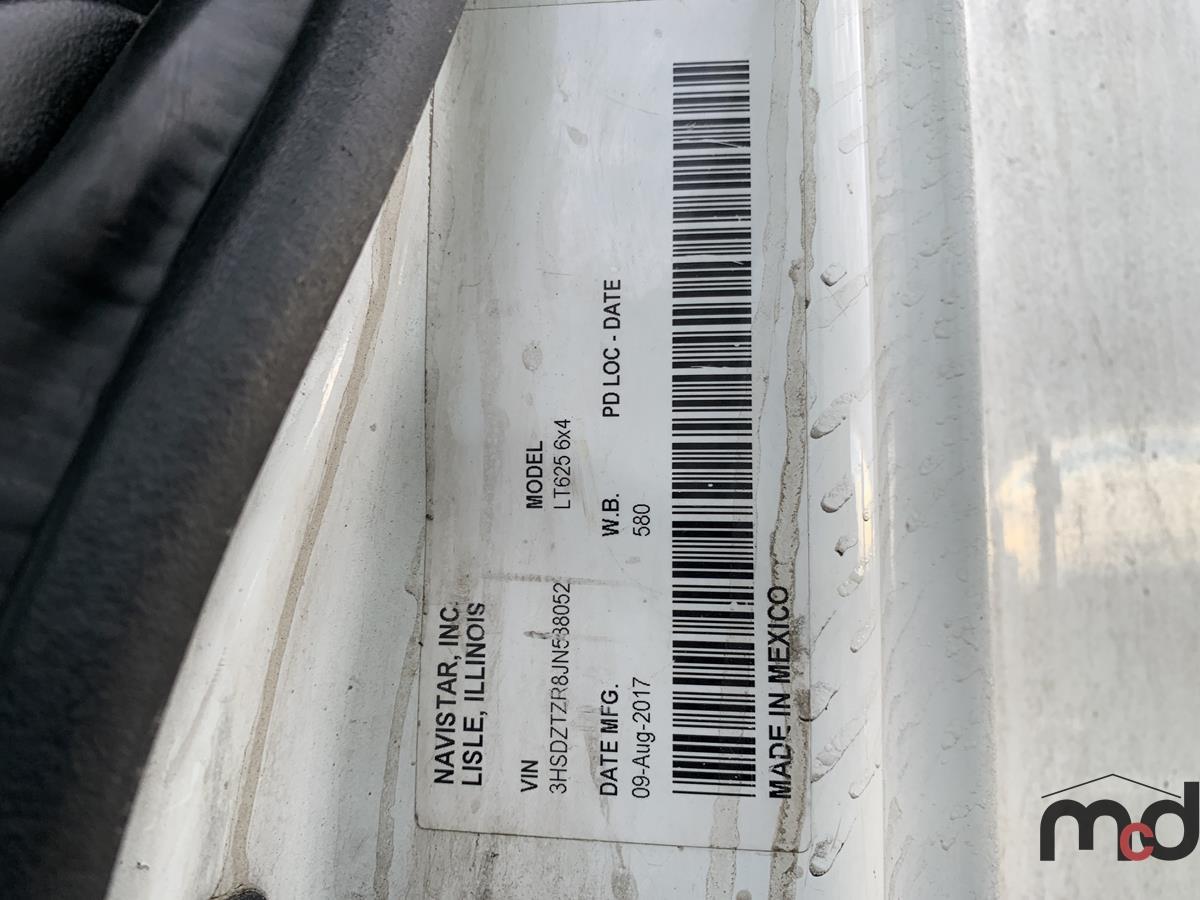 NAVISTAR, INC.
LISLE, ILLINOIS
VIN MODEL
3HSDZTZR8JN538052 LT625 6x4
DATE MFG. W.B. PD LOC - DATE
09-Aug-2017 580
MADE IN MEXICO
mcd